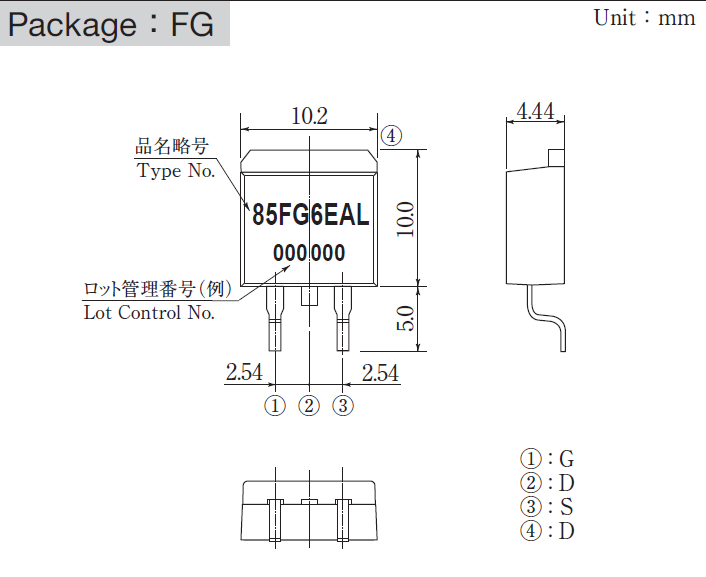 Package：FG
Unit：mm
10.2
④
4.44
品名略号
Type No.
85FG6EAL
000000
10.0
ロット管理番号（例）
Lot Control No.
5.0
2.54
2.54
① ② ③
①：G
②：D
③：S
④：D